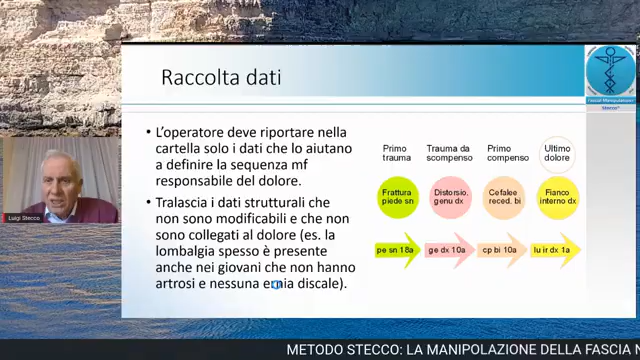 Raccolta dati
• L'operatore deve riportare nella
cartella solo i dati che lo aiutano
a definire la sequenza mf
responsabile del dolore.
• Tralascia i dati strutturali che
non sono modificabili e che non
sono collegati al dolore (es. la
lombalgia spesso è presente
anche nei giovani che non hanno
artrosi e nessuna ernia discale).
Primo
trauma
Trauma da
scompenso
Primo
compenso
Ultimo
dolore
Frattura
piede sn
Distorsio.
genu dx
Cefalee
reced. bi
Fianco
interno dx
pe sn 18a
ge dx 10a
cp bi 10a
lu ir dx 1a
Fascial Manipulation
Stecco®
Luigi Stecco
METODO STECCO: LA MANIPOLAZIONE DELLA FASCIA N